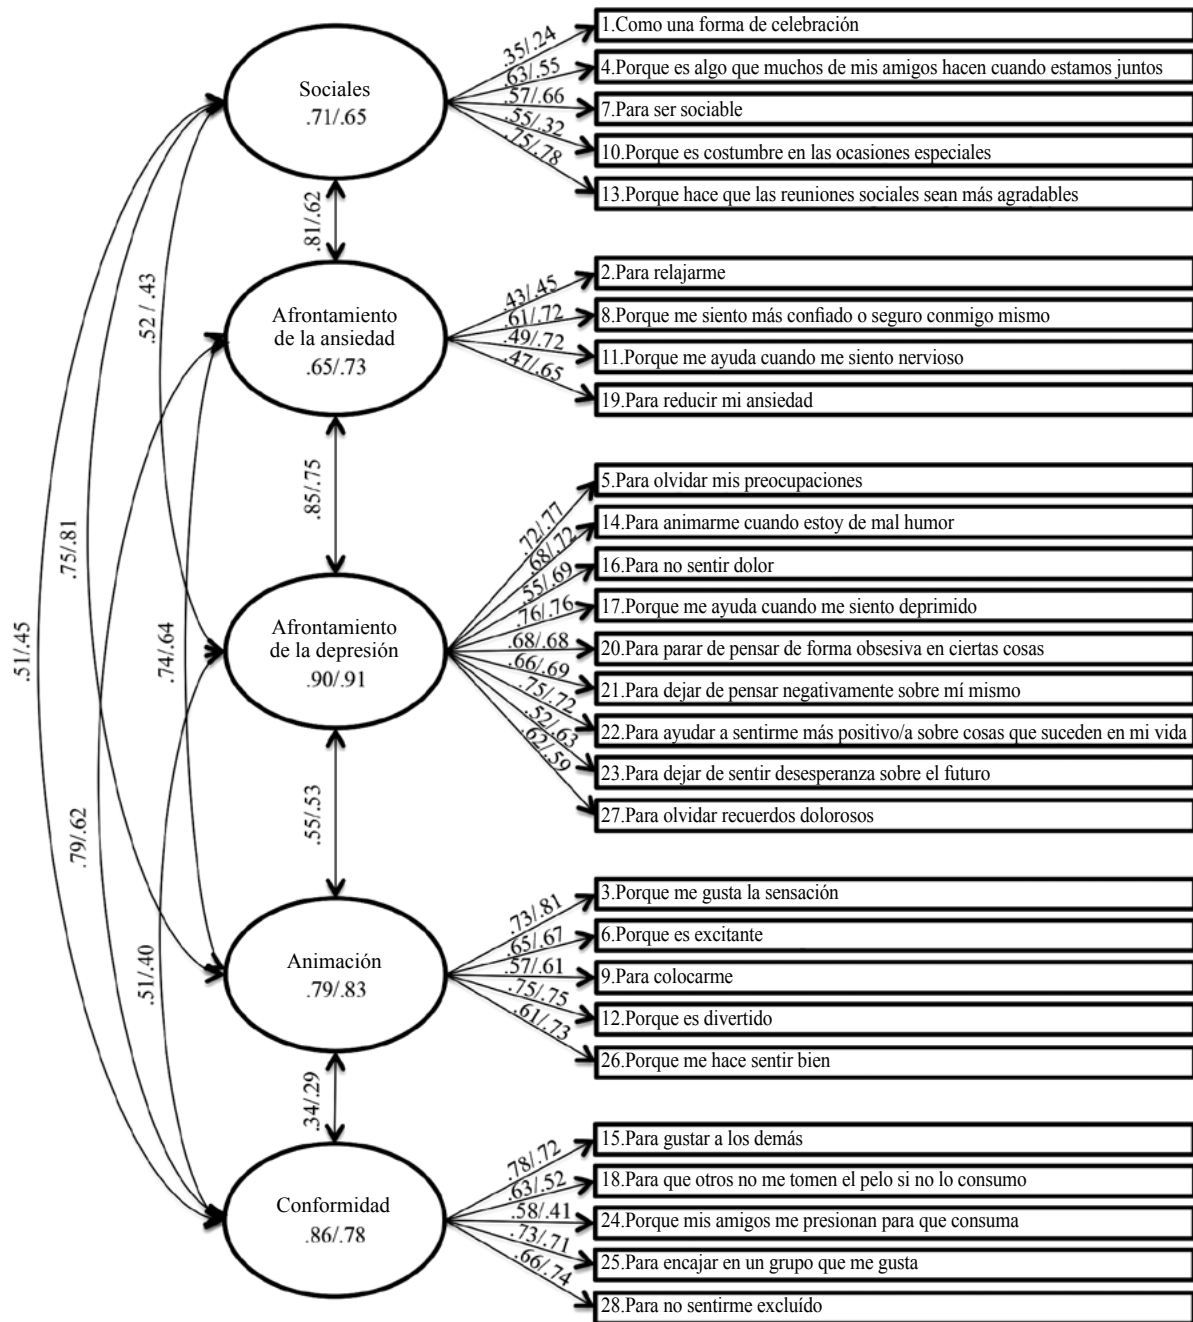 Sociales
.71/.65
.35/.24
.63/.55
.57/.66
.55/.32
.75/.78
1.Como una forma de celebración
4.Porque es algo que muchos de mis amigos hacen cuando estamos juntos
7.Para ser sociable
10.Porque es costumbre en las ocasiones especiales
13.Porque hace que las reuniones sociales sean más agradables
.81/.62
.52 / .43
Afrontamiento
de la ansiedad
.65/.73
.43/.45
.61/.72
.49/.72
.47/.65
2.Para relajarme
8.Porque me siento más confiado o seguro conmigo mismo
11.Porque me ayuda cuando me siento nervioso
19.Para reducir mi ansiedad
.85/.75
.75/.81
.51/.45
.74/.64
Afrontamiento
de la depresión
.90/.91
.72/.77
.68/.72
.55/.69
.76/.76
.68/.68
.66/.69
.75/.72
.52/.63
.62/.59
5.Para olvidar mis preocupaciones
14.Para animarme cuando estoy de mal humor
16.Para no sentir dolor
17.Porque me ayuda cuando me siento deprimido
20.Para parar de pensar de forma obsesiva en ciertas cosas
21.Para dejar de pensar negativamente sobre mí mismo
22.Para ayudar a sentirme más positivo/a sobre cosas que suceden en mi vida
23.Para dejar de sentir desesperanza sobre el futuro
27.Para olvidar recuerdos dolorosos
.55/.53
.79/.62
.51/.40
Animación
.79/.83
.73/.81
.65/.67
.57/.61
.75/.75
.61/.73
3.Porque me gusta la sensación
6.Porque es excitante
9.Para colocarme
12.Porque es divertido
26.Porque me hace sentir bien
.34/.29
Conformidad
.86/.78
.78/.72
.63/.52
.58/.41
.73/.71
.66/.74
15.Para gustar a los demás
18.Para que otros no me tomen el pelo si no lo consumo
24.Porque mis amigos me presionan para que consuma
25.Para encajar en un grupo que me gusta
28.Para no sentirme excluído